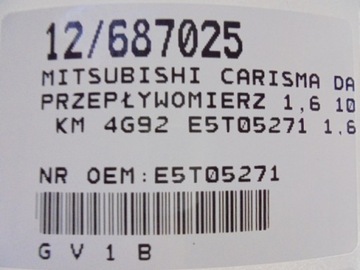 12/687025
MITSUBISHI CARISMA DA
PRZEPŁYWOMIERZ 1,6 10
KM 4G92 E5T05271 1.6
NR OEM:E5T05271
G V 1 B